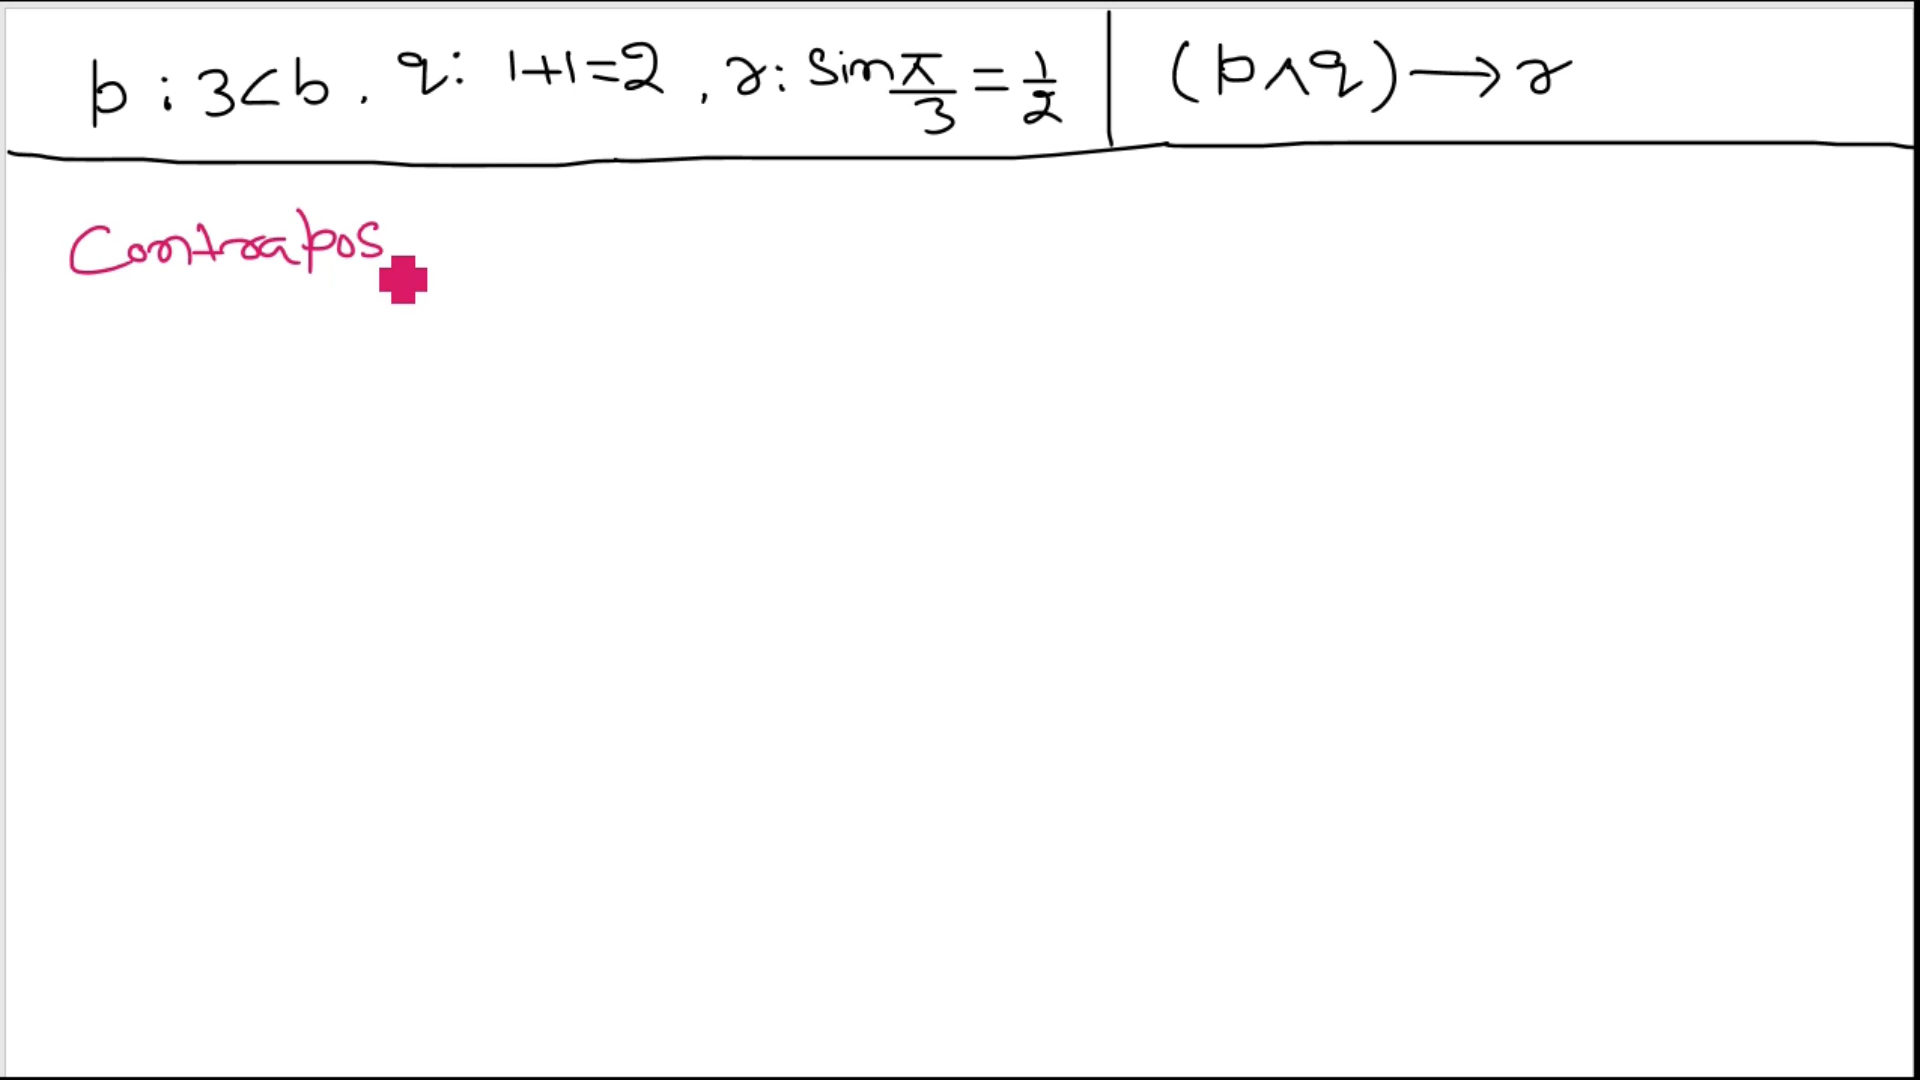 p : 3 < b . q : 1+1=2 , r : sin π/3 = 1/2 | (p ∧ q) → r
Contrapos